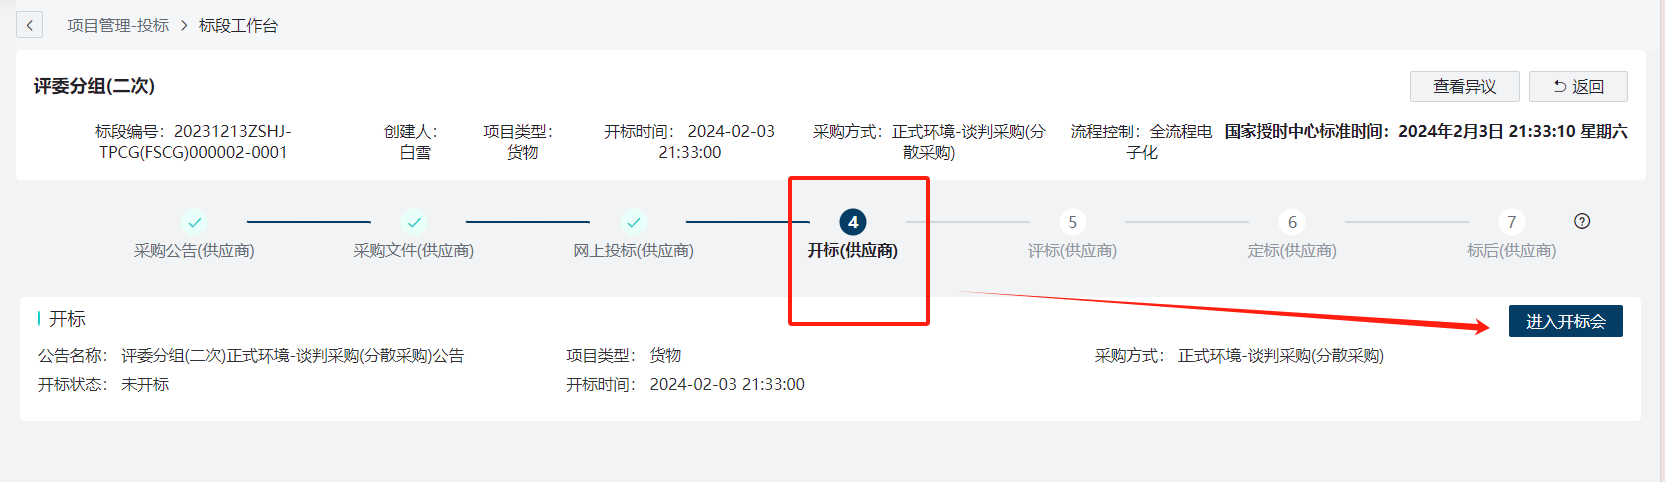 项目管理-投标 > 标段工作台
评委分组(二次)
查看异议
返回
标段编号：20231213ZSHJ-
TPCG(FSCG)000002-0001
创建人：
白雪
项目类型：
货物
开标时间： 2024-02-03
21:33:00
采购方式：正式环境-谈判采购(分
散采购)
流程控制：全流程电
子化
国家授时中心标准时间：2024年2月3日 21:33:10 星期六
采购公告(供应商)
采购文件(供应商)
网上投标(供应商)
4
开标(供应商)
5
评标(供应商)
6
定标(供应商)
7
标后(供应商)
?
开标
进入开标会
公告名称： 评委分组(二次)正式环境-谈判采购(分散采购)公告
项目类型： 货物
采购方式： 正式环境-谈判采购(分散采购)
开标状态： 未开标
开标时间： 2024-02-03 21:33:00